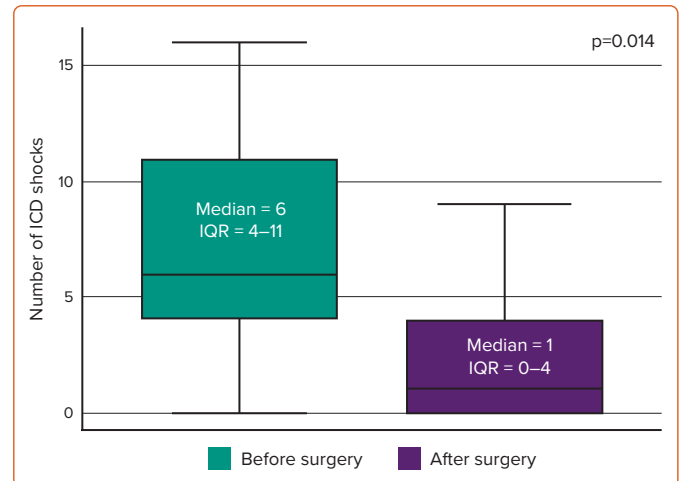 p=0.014
Number of ICD shocks
15
10
5
0
Median = 6
IQR = 4–11
Median = 1
IQR = 0–4
Before surgery
After surgery